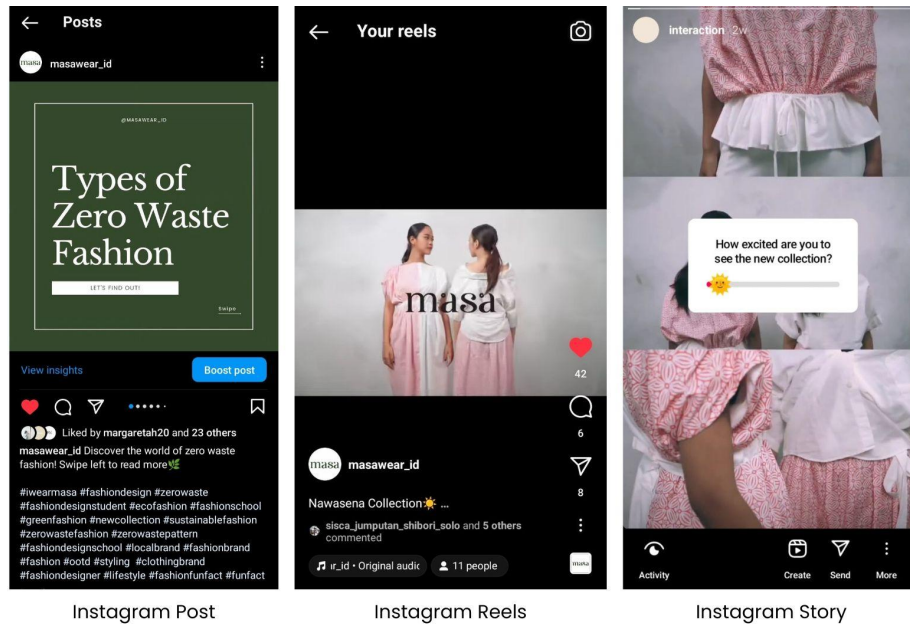 Posts
masa
masawear_id
@MASAWEAR_ID
Types of
Zero Waste
Fashion
LET'S FIND OUT!
Swipe
View insights
Boost post
Liked by margaretah20 and 23 others
masawear_id Discover the world of zero waste
fashion! Swipe left to read more🌿
#iwearmasa #fashiondesign #zerowaste
#fashiondesignstudent #ecofashion #fashionschool
#greenfashion #newcollection #sustainablefashion
#zerowastefashion #zerowastepattern
#fashiondesignschool #localbrand #fashionbrand
#fashion #ootd #styling #clothingbrand
#fashiondesigner #lifestyle #fashionfunfact #funfact
Instagram Post
Your reels
masa
42
6
masa
masawear_id
8
Nawasena Collection☀️ ...
sisca_jumputan_shibori_solo and 5 others
commented
ır_id • Original audic
11 people
masa
Instagram Reels
interaction 2w
How excited are you to
see the new collection?
Activity
Create
Send
More
Instagram Story